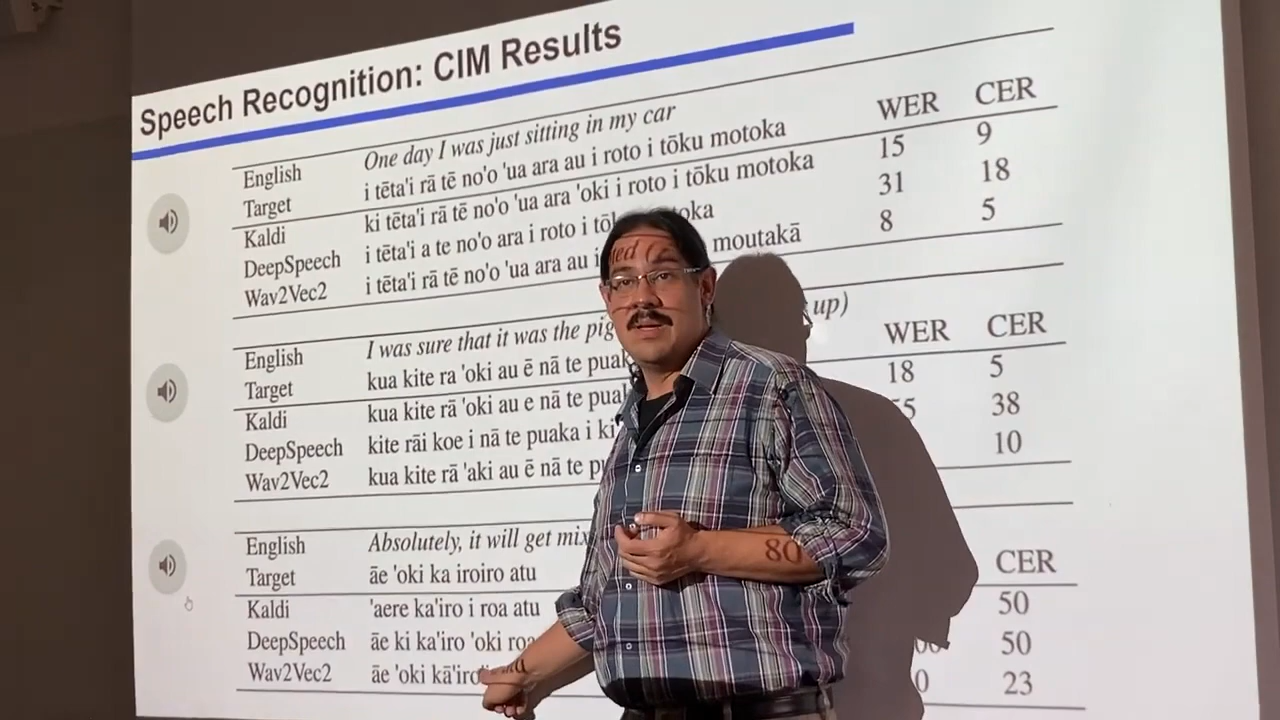 Speech Recognition: CIM Results
WER CER
English One day I was just sitting in my car
Target i tēta'i rā tē no'o 'ua ara au i roto i tōku motoka
Kaldi ki tēta'i rā tē no'o 'ua ara 'oki i roto i tōku motoka 15 9
DeepSpeech i tēta'i a te no'o ara i roto i 31 18
Wav2Vec2 i tēta'i rā tē no'o 'ua ara au i moutakā 8 5
English I was sure that it was the pig up) WER CER
Target kua kite ra 'oki au ē nā te
Kaldi kua kite rā 'oki au e nā te 18 5
DeepSpeech kite rāi koe i nā te puaka i 38
Wav2Vec2 kua kite rā 'aki au ē nā te 10
English Absolutely, it will get CER
Target āe 'oki ka iroiro atu
Kaldi 'aere ka'iro i roa atu 80 50
DeepSpeech āe ki ka'iro 'oki 50
Wav2Vec2 āe 'oki 23